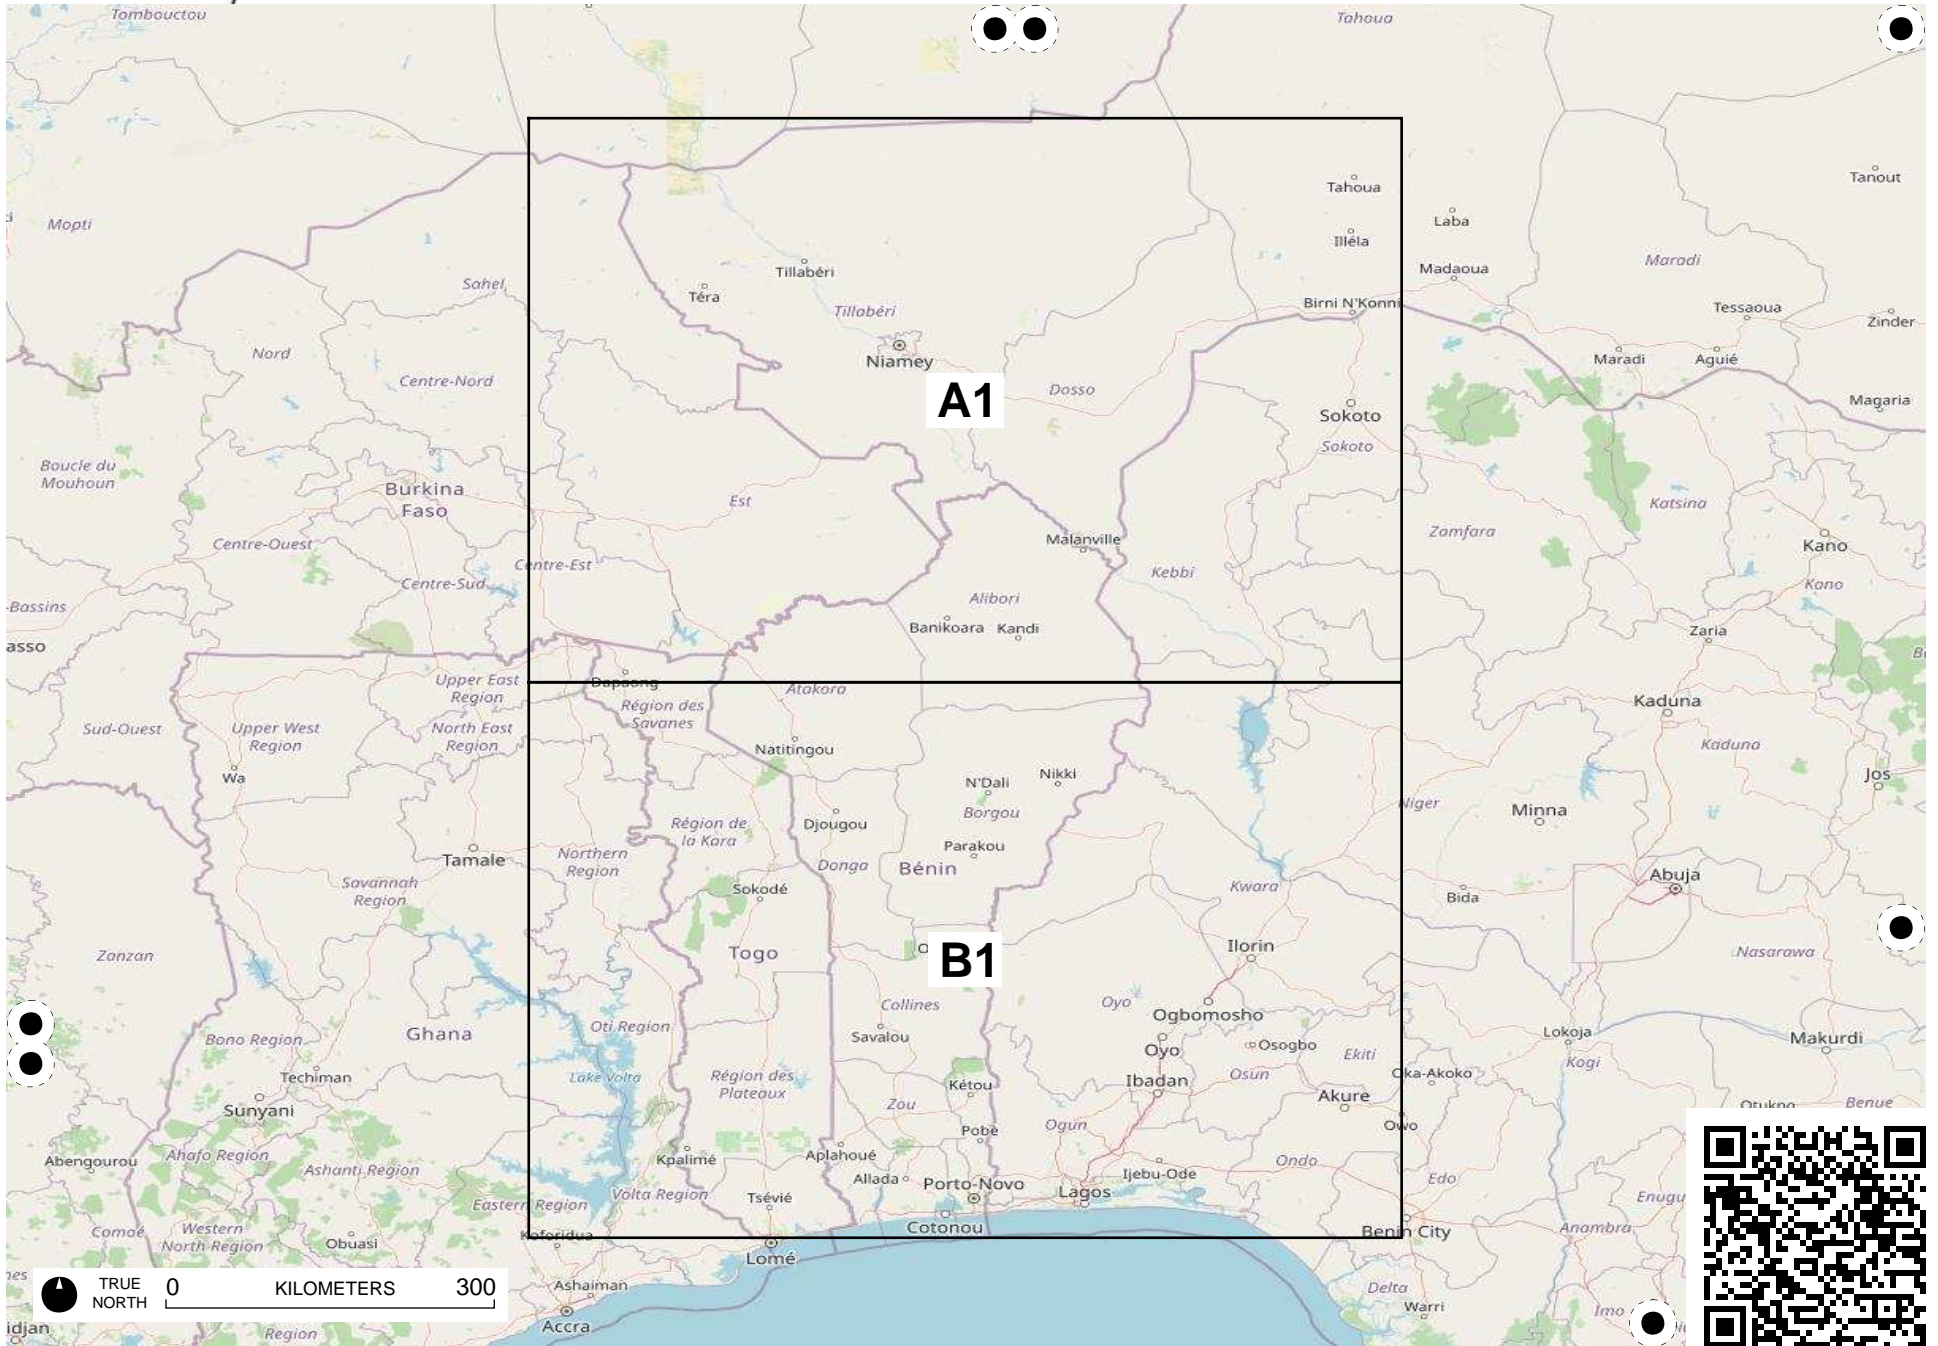 Tombouctou
Tahoua
Tanout
Tahoua
Mopti
Laba
Illéla
Madaoua
Maradi
Tillabéri
Sahel
Téra
Birni N'Konni
Tessaoua
Tillabéri
Zinder
Nord
Niamey
Maradi
Aguié
Centre-Nord
Dosso
A1
Magaria
Sokoto
Sokoto
Boucle du
Mouhoun
Burkina
Faso
Est
Katsina
Zamfara
Centre-Ouest
Malanville
Kano
Centre-Est
Kebbi
Centre-Sud
Kano
-Bassins
Alibori
Banikoara
Kandi
Zaria
asso
Upper East
Region
Dapaong
Atakora
Kaduna
Région des
Savanes
Sud-Ouest
Upper West
Region
North East
Region
Natitingou
Kaduna
Wa
N'Dali
Nikki
Jos
Niger
Minna
Borgou
Djougou
Région de
la Kara
Parakou
Tamale
Northern
Region
Donga
Bénin
Abuja
Savannah
Region
Sokodé
Kwara
Bida
Zanzan
Togo
B1
Ilorin
Nasarawa
Collines
Oyo
Ogbomosho
Oti Region
Ghana
Bono Region
Savalou
Lokoja
Makurdi
Oyo
Osogbo
Ekiti
Kogi
Techiman
Lake Volta
Région des
Plateaux
Kétou
Ibadan
Osun
Oka-Akoko
Sunyani
Zou
Akure
Otukpo
Benue
Pobè
Ogun
Owo
Abengourou
Ahafo Region
Ashanti Region
Kpalimé
Aplahoué
Ijebu-Ode
Ondo
Allada
Porto-Novo
Lagos
Edo
Eastern Region
Volta Region
Tsévié
Enugu
Comoé
Western
North Region
Obuasi
Koforidua
Cotonou
Benin City
Anambra
Lomé
TRUE
NORTH
0 KILOMETERS 300
Ashaiman
Delta
Warri
Imo
idjan
Region
Accra